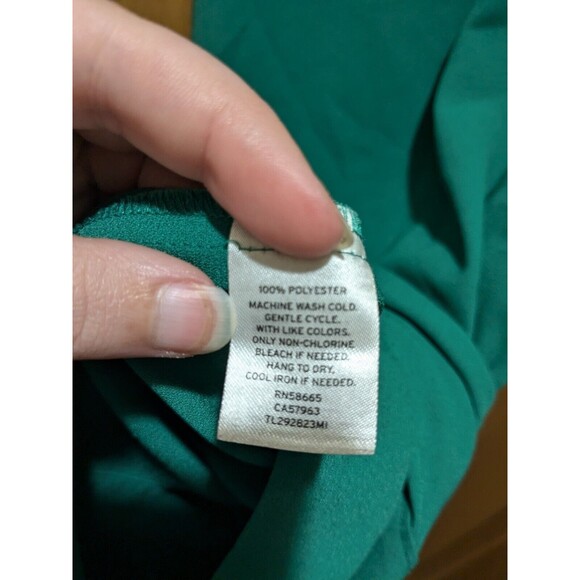 100% POLYESTER
MACHINE WASH COLD.
GENTLE CYCLE.
WITH LIKE COLORS.
ONLY NON-CHLORINE
BLEACH IF NEEDED.
HANG TO DRY.
COOL IRON IF NEEDED.
RN58665
CA57963
TL292823MI